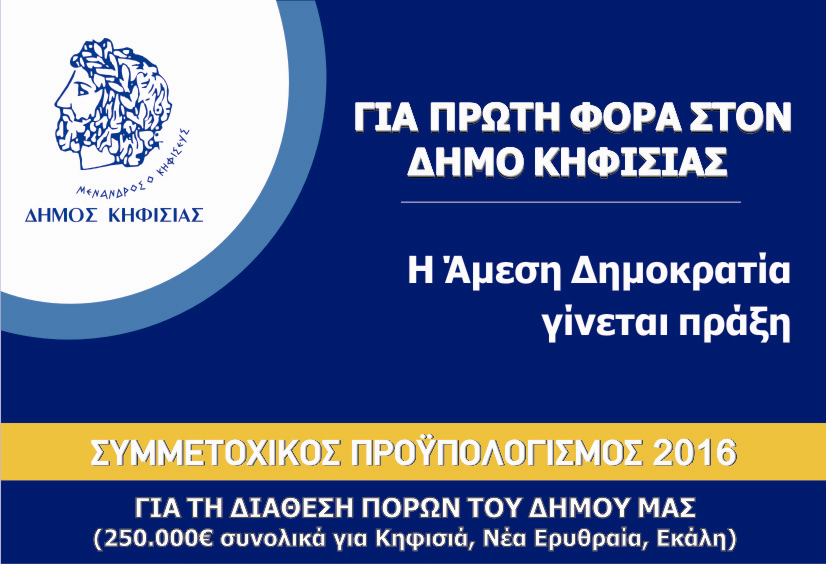 ΜΕΝΑΝΔΡΟΣ Ο ΚΗΦΙΣΕΥΣ
ΔΗΜΟΣ ΚΗΦΙΣΙΑΣ
ΓΙΑ ΠΡΩΤΗ ΦΟΡΑ ΣΤΟΝ
ΔΗΜΟ ΚΗΦΙΣΙΑΣ
Η Άμεση Δημοκρατία
γίνεται πράξη
ΣΥΜΜΕΤΟΧΙΚΟΣ ΠΡΟΫΠΟΛΟΓΙΣΜΟΣ 2016
ΓΙΑ ΤΗ ΔΙΑΘΕΣΗ ΠΟΡΩΝ ΤΟΥ ΔΗΜΟΥ ΜΑΣ
(250.000€ συνολικά για Κηφισιά, Νέα Ερυθραία, Εκάλη)